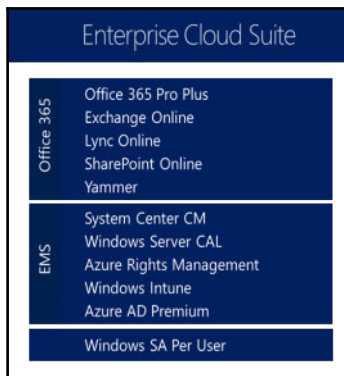 Enterprise Cloud Suite
Office 365
Office 365 Pro Plus
Exchange Online
Lync Online
SharePoint Online
Yammer
EMS
System Center CM
Windows Server CAL
Azure Rights Management
Windows Intune
Azure AD Premium
Windows SA Per User